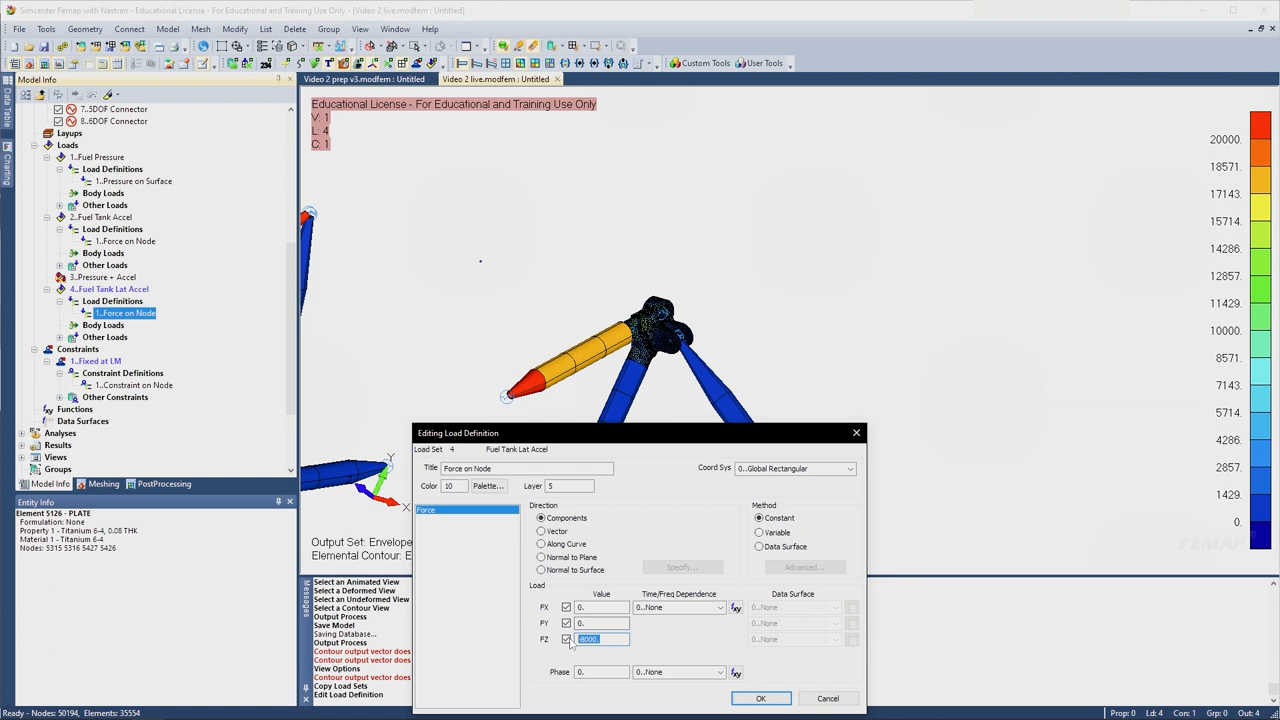 Simcenter Femap with Nastran - Educational License - For Educational and Training Use Only - [Video 2 live.modfem : Untitled]
File Tools Geometry Connect Model Mesh Modify List Delete Group View Window Help
Custom Tools User Tools
Model Info
Video 2 prep v3.modfem : Untitled Video 2 live.modfem : Untitled
Data Table
Charting
7..5DOF Connector
8..6DOF Connector
Layups
Loads
1..Fuel Pressure
Load Definitions
1..Pressure on Surface
Body Loads
Other Loads
2..Fuel Tank Accel
Load Definitions
1..Force on Node
Body Loads
Other Loads
3..Pressure + Accel
4..Fuel Tank Lat Accel
Load Definitions
1..Force on Node
Body Loads
Other Loads
Constraints
1..Fixed at LM
Constraint Definitions
1..Constraint on Node
Other Constraints
Functions
Data Surfaces
Analyses
Results
Views
Groups
Model Info Meshing PostProcessing
Entity Info
Element 5126 - PLATE
Formulation: None
Property 1 - Titanium 6-4, 0.08 THK
Material 1 - Titanium 6-4
Nodes: 5315 5316 5427 5426
Educational License - For Educational and Training Use Only
V: 1
L: 4
C: 1
20000.
18571.
17143.
15714.
14286.
12857.
11429.
10000.
8571.
7143.
5714.
4286.
2857.
1429.
0.
FEMAP
Y
X
Output Set: Envelope
Elemental Contour: E
Messages
Select an Animated View
Select a Deformed View
Select an Undeformed View
Select a Contour View
Output Process
Save Model
Saving Database...
Output Process
Contour output vector does
Contour output vector does
View Options
Contour output vector does
Copy Load Sets
Edit Load Definition
Editing Load Definition
Load Set 4 Fuel Tank Lat Accel
Title Force on Node Coord Sys 0..Global Rectangular
Color 10 Palette... Layer 5
Force
Direction
Components
Vector
Along Curve
Normal to Plane
Normal to Surface
Specify...
Method
Constant
Variable
Data Surface
Advanced...
Load
Value Time/Freq Dependence Data Surface
FX 0. 0..None 0..None
FY 0. 0..None
FZ -8000. 0..None
Phase 0. 0..None
OK Cancel
Ready - Nodes: 50194, Elements: 35554
Prop: 0 Ld: 4 Con: 1 Grp: 0 Out: 4